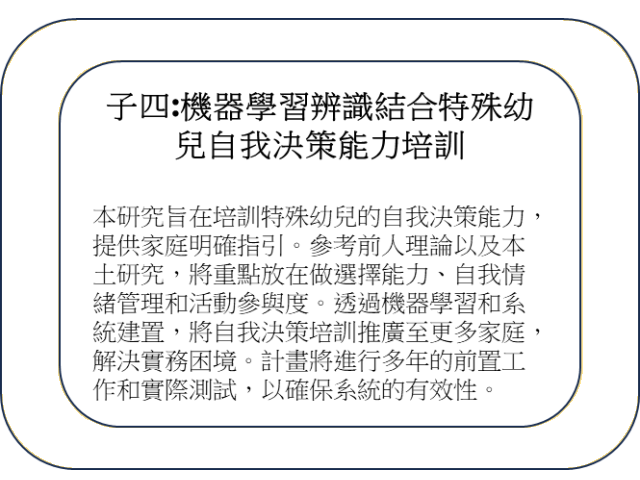 子四:機器學習辨識結合特殊幼
兒自我決策能力培訓
本研究旨在培訓特殊幼兒的自我決策能力，
提供家庭明確指引。參考前人理論以及本
土研究，將重點放在做選擇能力、自我情
緒管理和活動參與度。透過機器學習和系
統建置，將自我決策培訓推廣至更多家庭，
解決實務困境。計畫將進行多年的前置工
作和實際測試，以確保系統的有效性。